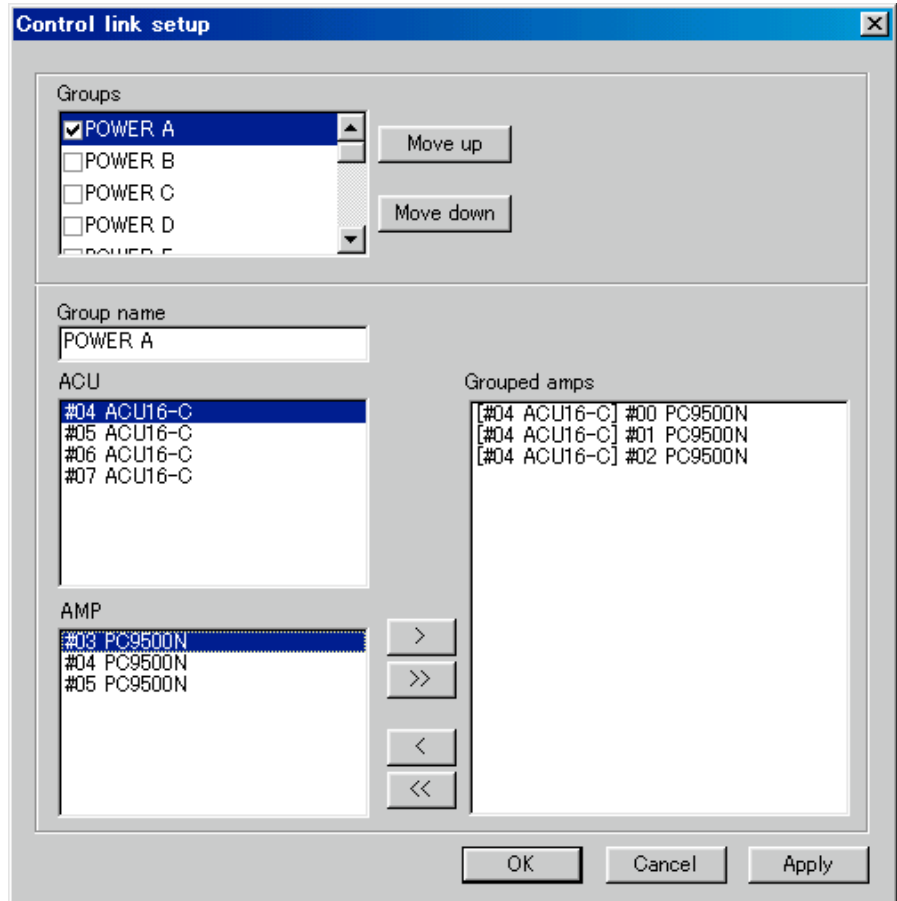 Control link setup
Groups
POWER A
POWER B
POWER C
POWER D
Move up
Move down
Group name
POWER A
ACU
#04 ACU16-C
#05 ACU16-C
#06 ACU16-C
#07 ACU16-C
Grouped amps
[#04 ACU16-C] #00 PC9500N
[#04 ACU16-C] #01 PC9500N
[#04 ACU16-C] #02 PC9500N
AMP
#03 PC9500N
#04 PC9500N
#05 PC9500N
>
>>
<
<<
OK
Cancel
Apply